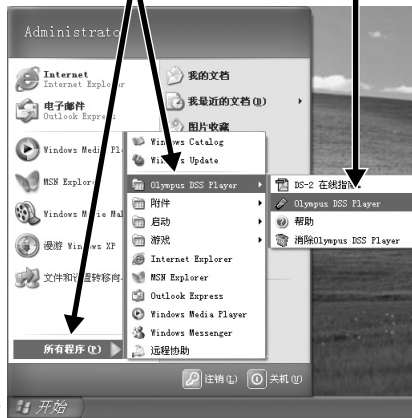 Administrato
Internet
Internet Explorer
电子邮件
Outlook Express
Windows Media Pl
MSN Explorer
Windows Movie Mak
漫游 Windows XP
文件和设置转移向
所有程序(P)
我的文档
我最近的文档(D)
图片收藏
Windows Catalog
Windows Update
Olympus DSS Player
附件
启动
游戏
Internet Explorer
MSN Explorer
Outlook Express
Windows Media Player
Windows Messenger
远程协助
DS-2 在线指南
Olympus DSS Player
帮助
消除Olympus DSS Player
注销(L)
关机(U)
开始